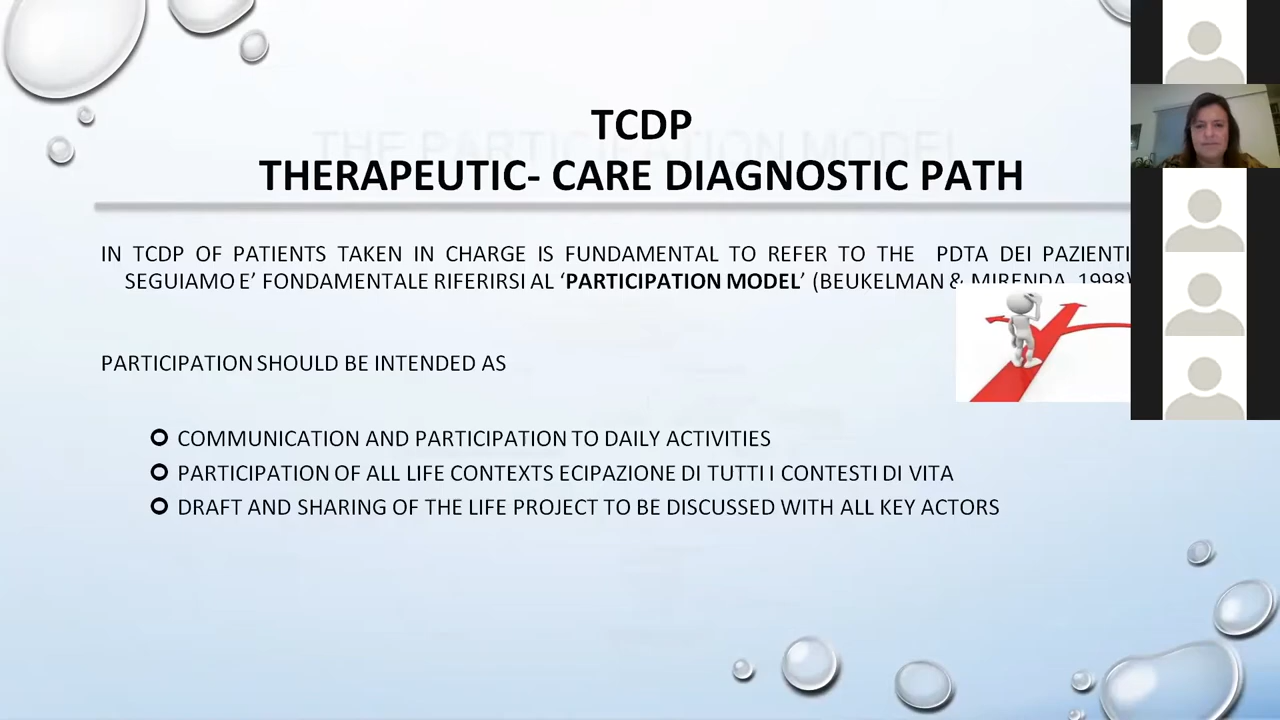 TCDP
THERAPEUTIC- CARE DIAGNOSTIC PATH
IN TCDP OF PATIENTS TAKEN IN CHARGE IS FUNDAMENTAL TO REFER TO THE PDTA DEI PAZIENTI
SEGUIAMO E’ FONDAMENTALE RIFERIRSI AL ‘PARTICIPATION MODEL’ (BEUKELMAN & MIRENDA, 1998)
PARTICIPATION SHOULD BE INTENDED AS
COMMUNICATION AND PARTICIPATION TO DAILY ACTIVITIES
PARTICIPATION OF ALL LIFE CONTEXTS ECIPAZIONE DI TUTTI I CONTESTI DI VITA
DRAFT AND SHARING OF THE LIFE PROJECT TO BE DISCUSSED WITH ALL KEY ACTORS